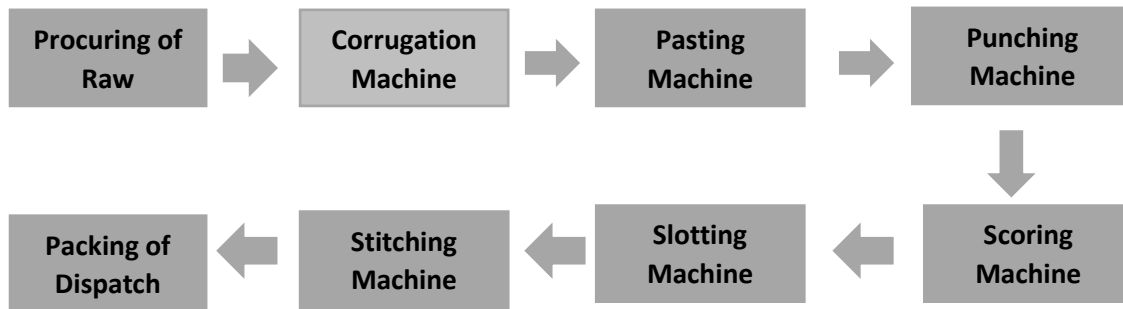 Procuring of
Raw
Corrugation
Machine
Pasting
Machine
Punching
Machine
Scoring
Machine
Slotting
Machine
Stitching
Machine
Packing of
Dispatch